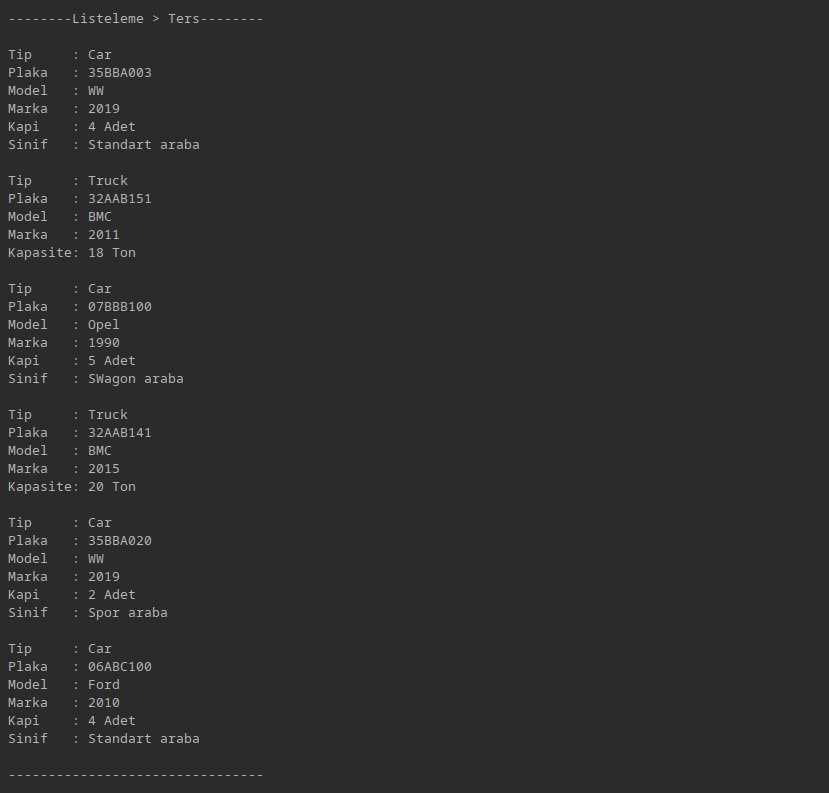 --------Listeleme > Ters--------
Tip     : Car
Plaka   : 35BBA003
Model   : WW
Marka   : 2019
Kapi    : 4 Adet
Sinif   : Standart araba
Tip     : Truck
Plaka   : 32AAB151
Model   : BMC
Marka   : 2011
Kapasite: 18 Ton
Tip     : Car
Plaka   : 07BBB100
Model   : Opel
Marka   : 1990
Kapi    : 5 Adet
Sinif   : SWagon araba
Tip     : Truck
Plaka   : 32AAB141
Model   : BMC
Marka   : 2015
Kapasite: 20 Ton
Tip     : Car
Plaka   : 35BBA020
Model   : WW
Marka   : 2019
Kapi    : 2 Adet
Sinif   : Spor araba
Tip     : Car
Plaka   : 06ABC100
Model   : Ford
Marka   : 2010
Kapi    : 4 Adet
Sinif   : Standart araba
--------------------------------